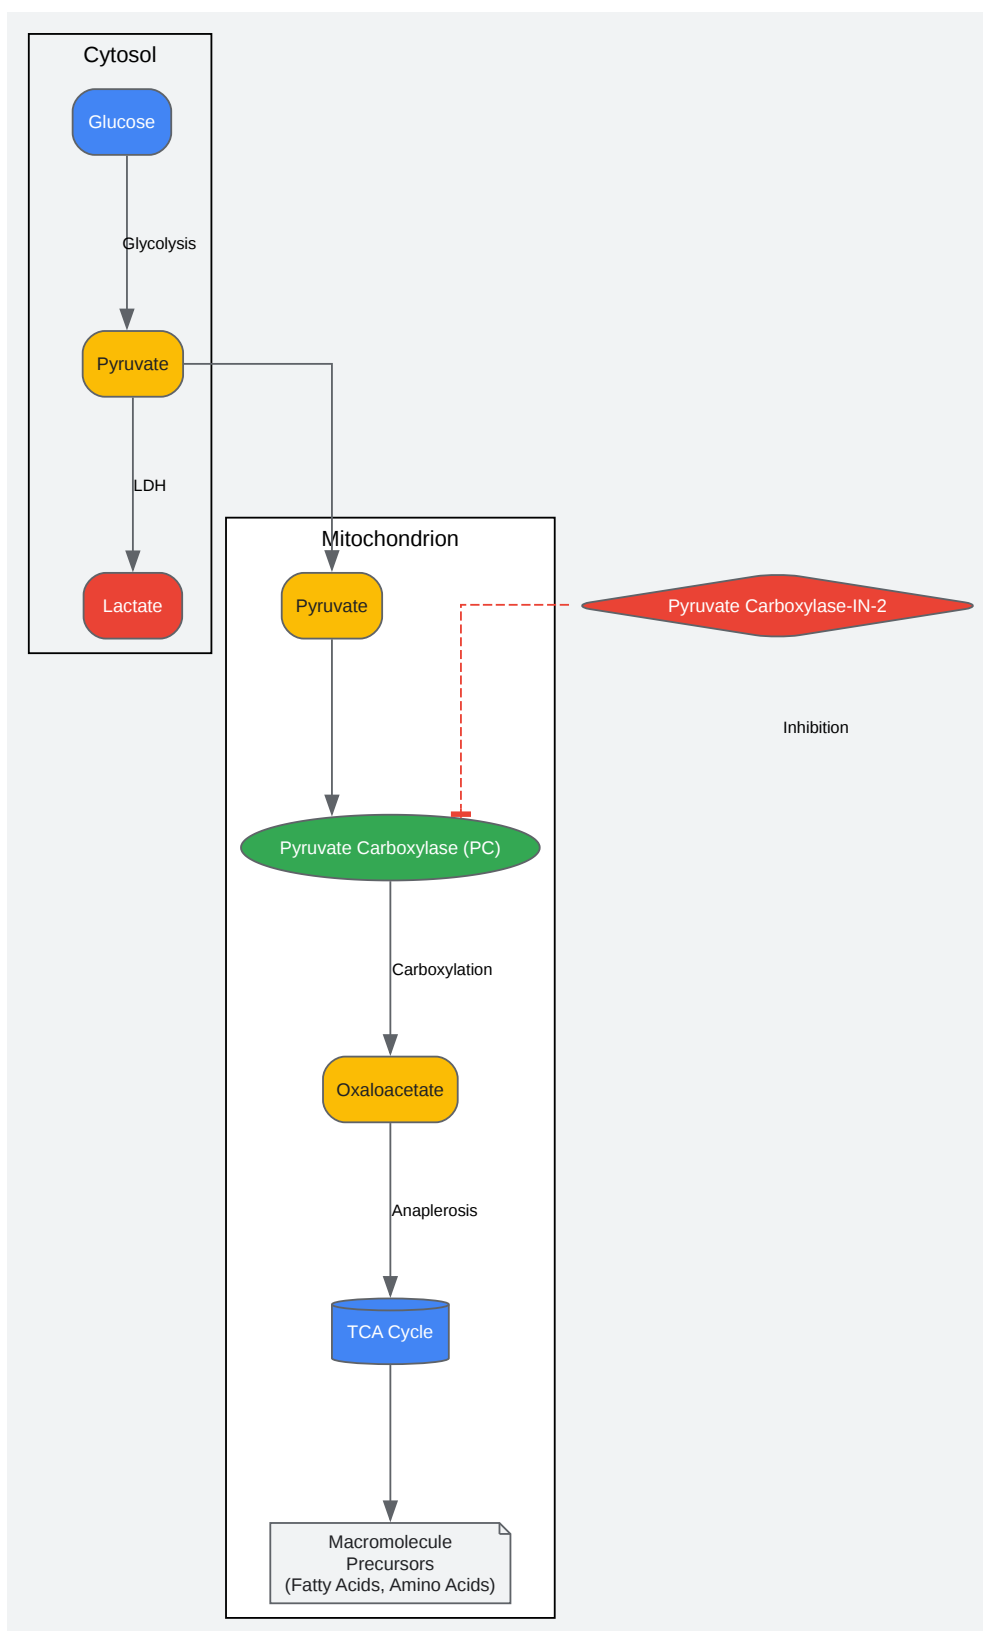 Cytosol
Glucose
Glycolysis
Pyruvate
LDH
Lactate
Mitochondrion
Pyruvate
Pyruvate Carboxylase-IN-2
Inhibition
Pyruvate Carboxylase (PC)
Carboxylation
Oxaloacetate
Anaplerosis
TCA Cycle
Macromolecule
Precursors
(Fatty Acids, Amino Acids)